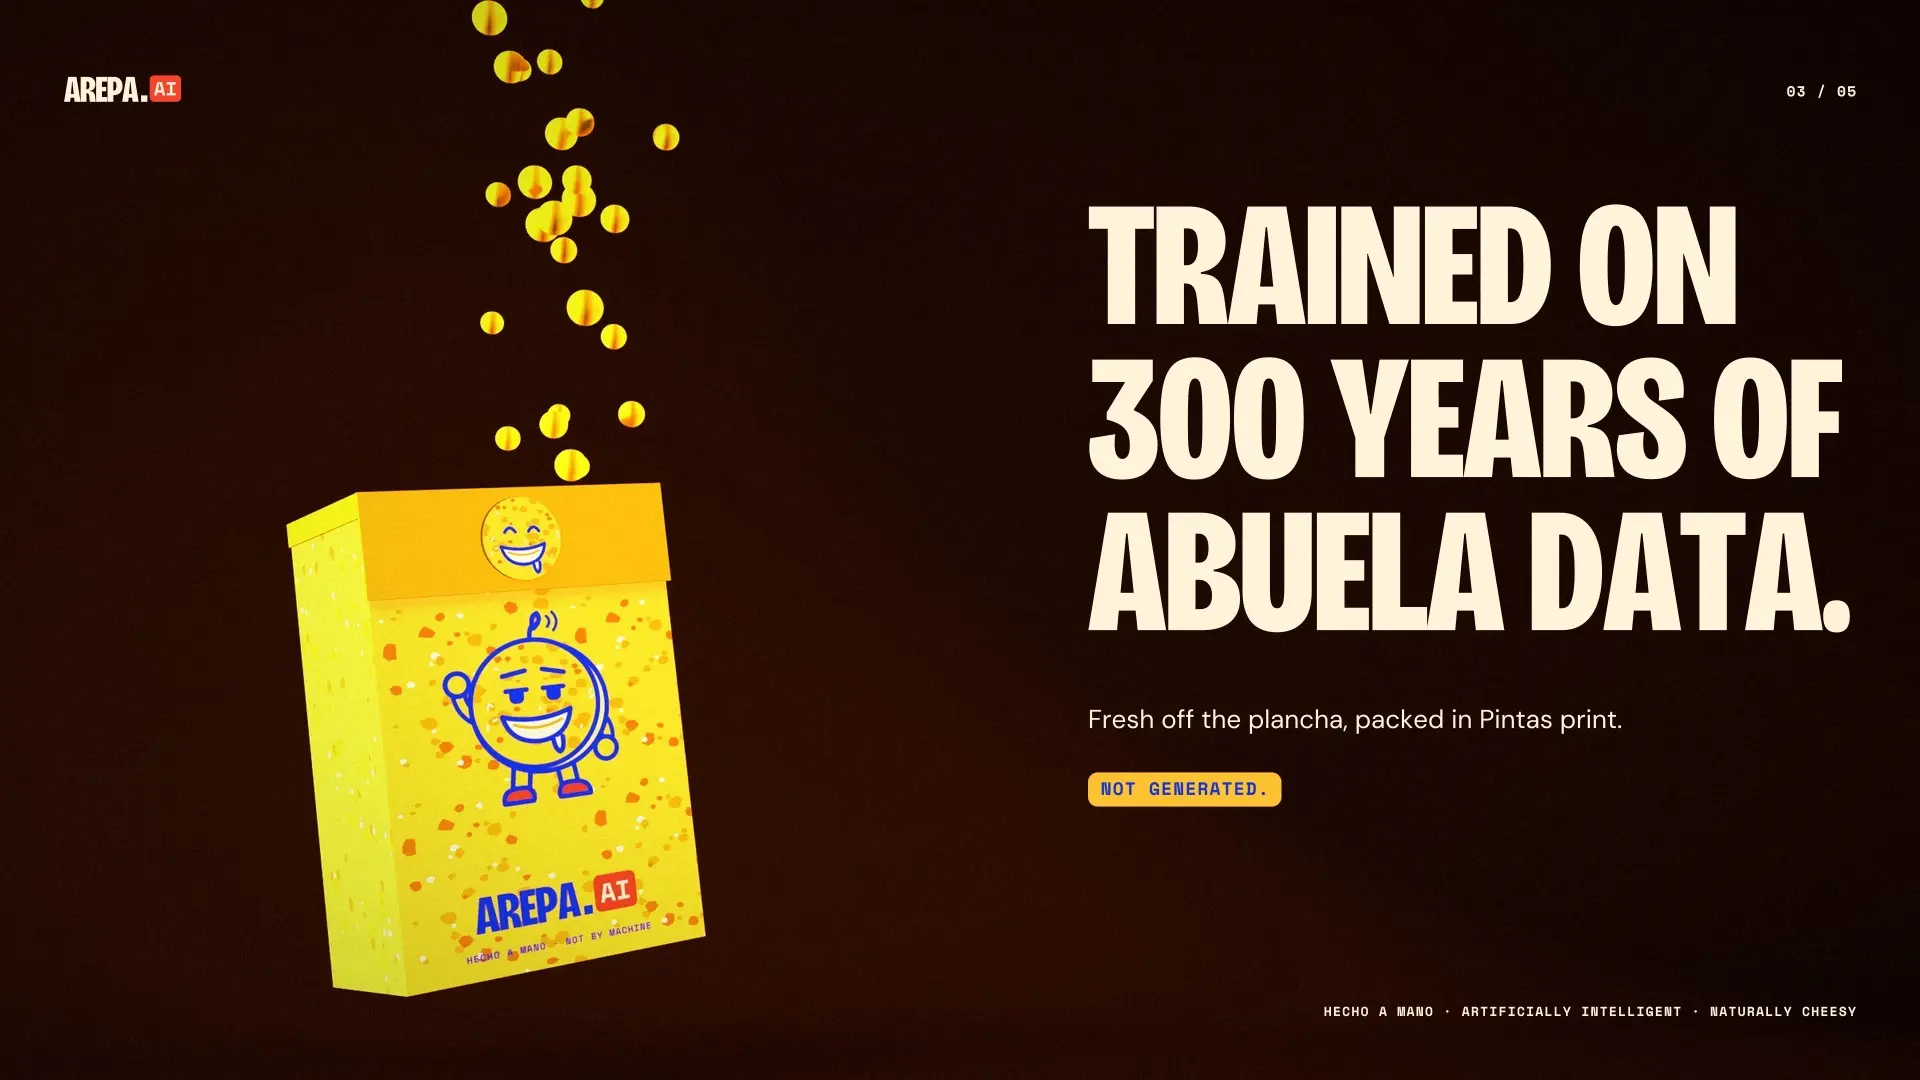 AREPA.AI
03 / 05
TRAINED ON
300 YEARS OF
ABUELA DATA.
Fresh off the plancha, packed in Pintas print.
NOT GENERATED.
AREPA.AI
HECHO A MANO · NOT BY MACHINE
HECHO A MANO · ARTIFICIALLY INTELLIGENT · NATURALLY CHEESY